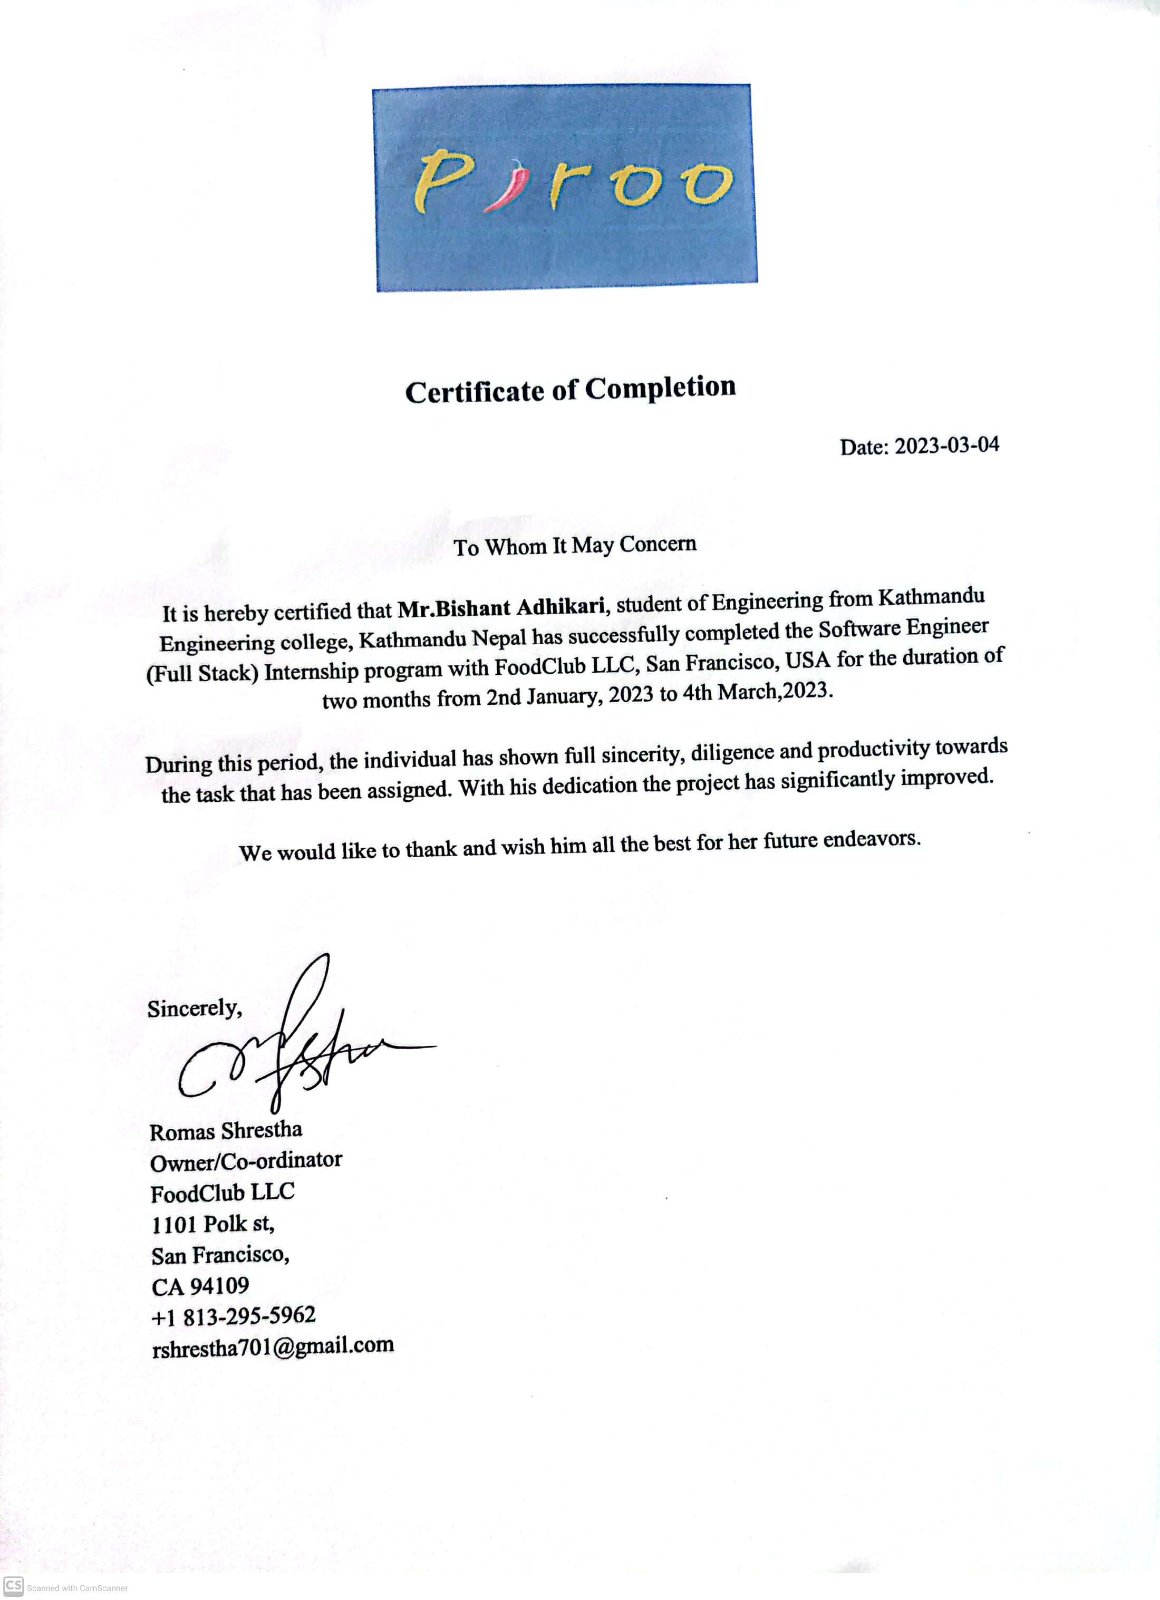 Piroo
Certificate of Completion
Date: 2023-03-04
To Whom It May Concern
It is hereby certified that Mr.Bishant Adhikari, student of Engineering from Kathmandu
Engineering college, Kathmandu Nepal has successfully completed the Software Engineer
(Full Stack) Internship program with FoodClub LLC, San Francisco, USA for the duration of
two months from 2nd January, 2023 to 4th March,2023.
During this period, the individual has shown full sincerity, diligence and productivity towards
the task that has been assigned. With his dedication the project has significantly improved.
We would like to thank and wish him all the best for her future endeavors.
Sincerely,
Romas Shrestha
Owner/Co-ordinator
FoodClub LLC
1101 Polk st,
San Francisco,
CA 94109
+1 813-295-5962
rshrestha701@gmail.com
CS Scanned with CamScanner